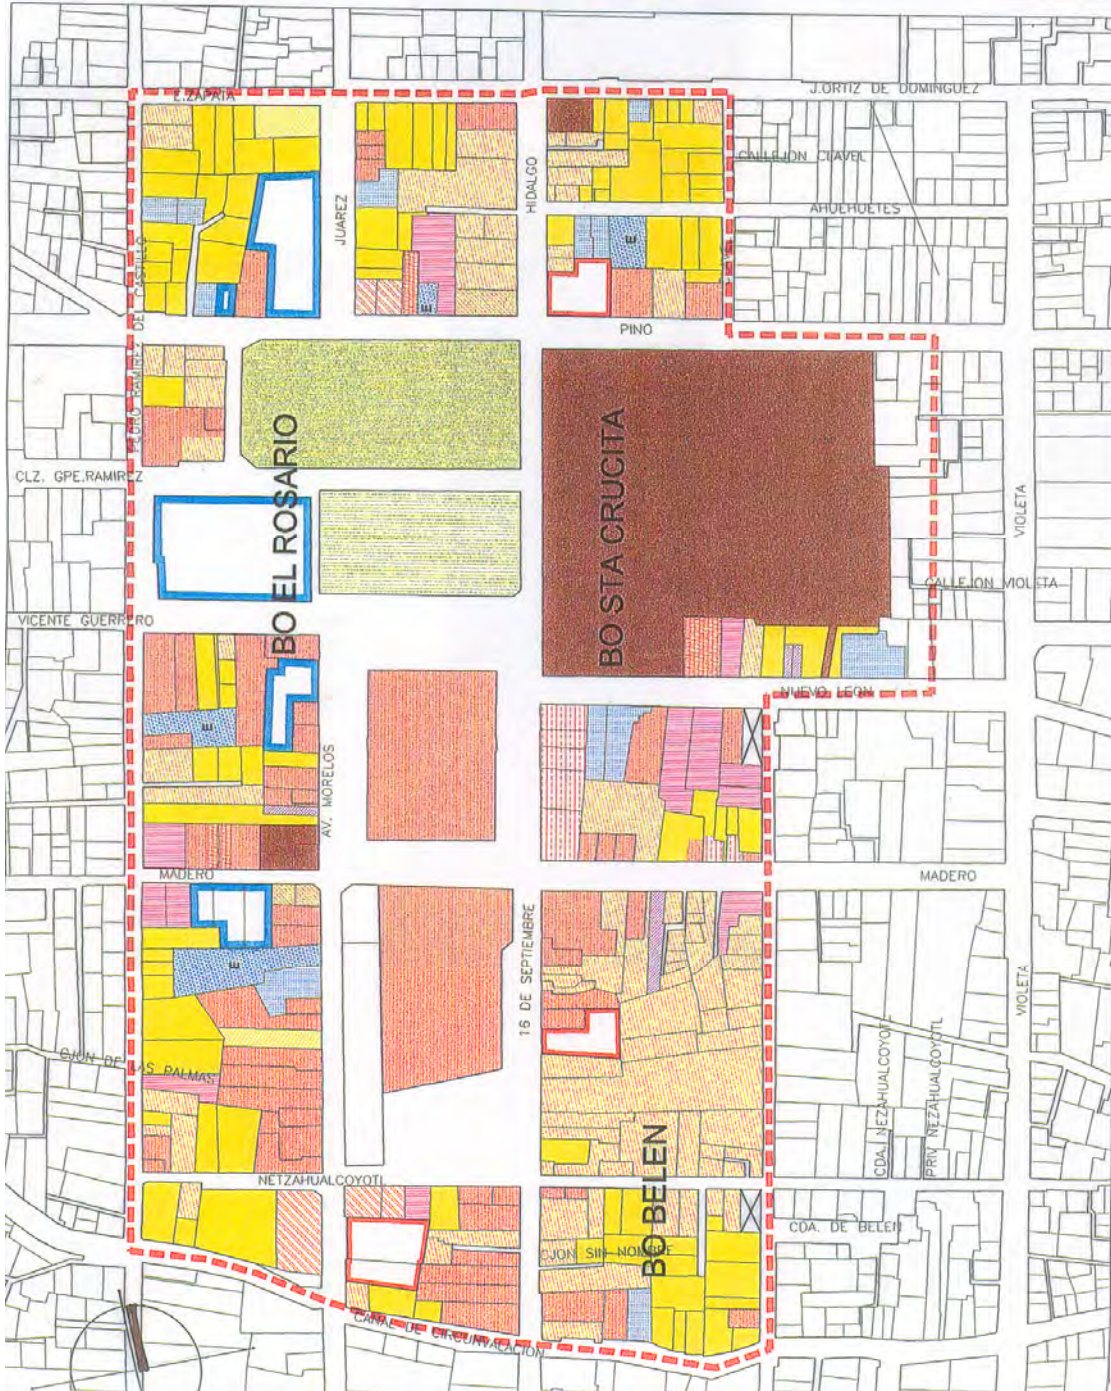 E.ZAPATA
J.ORTIZ DE DOMINGUEZ
CALLEJON CLAVEL
HIDALGO
JUAREZ
AHUEHUETES
E
E
PINO
PEDRO RAMIREZ DEL CASTILLO
BO EL ROSARIO
BO STA CRUCITA
CLZ. GPE.RAMIREZ
VIOLETA
CALLEJON VIOLETA
VICENTE GUERRERO
NUEVO LEON
E
AV. MORELOS
MADERO
MADERO
16 DE SEPTIEMBRE
E
VIOLETA
CJON DE LAS PALMAS
CDA. NEZAHUALCOYOTL
PRIV NEZAHUALCOYOTL
NETZAHUALCOYOTL
BO BELEN
CDA. DE BELEN
CJON SIN NOMBRE
CANAL DE CIRCUNVALACION